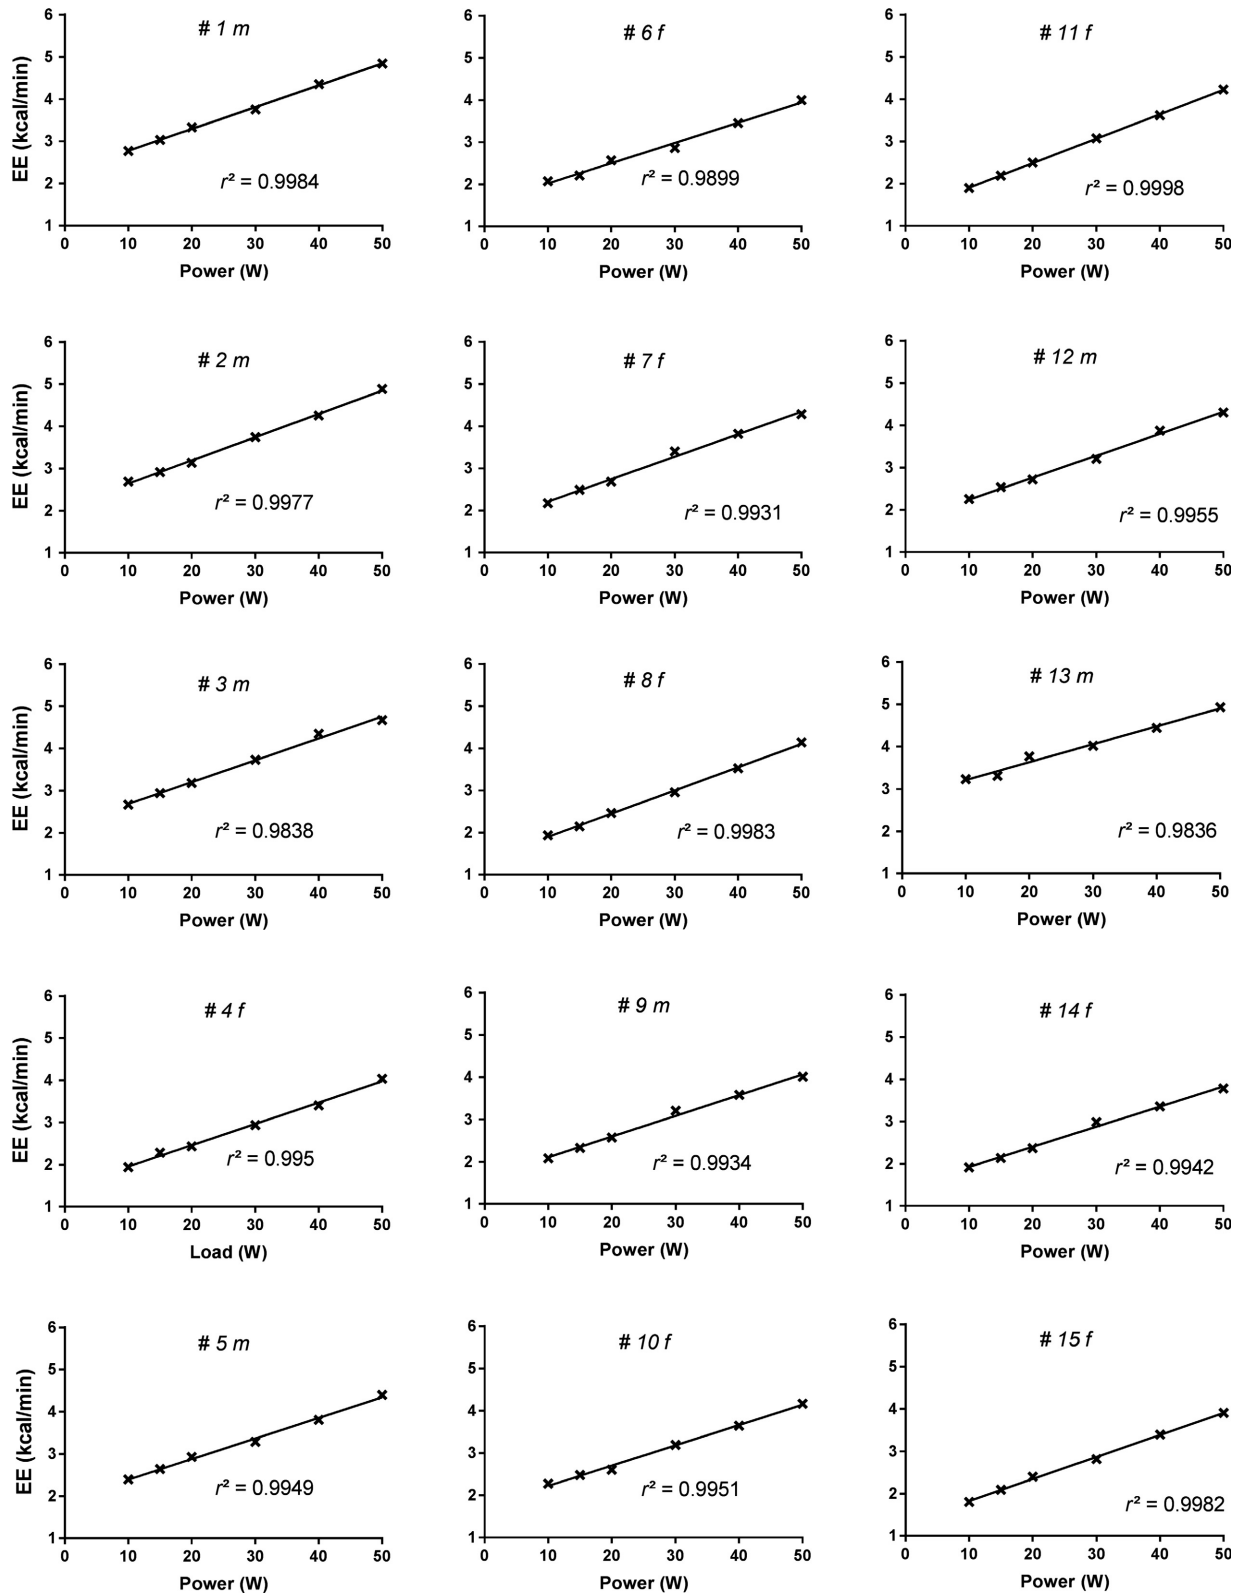 # 1 m
EE (kcal/min)
6
5
4
3
2
1
r² = 0.9984
0 10 20 30 40 50
Power (W)
# 6 f
6
5
4
3
2
1
r² = 0.9899
0 10 20 30 40 50
Power (W)
# 11 f
6
5
4
3
2
1
r² = 0.9998
0 10 20 30 40 50
Power (W)
# 2 m
EE (kcal/min)
6
5
4
3
2
1
r² = 0.9977
0 10 20 30 40 50
Power (W)
# 7 f
6
5
4
3
2
1
r² = 0.9931
0 10 20 30 40 50
Power (W)
# 12 m
6
5
4
3
2
1
r² = 0.9955
0 10 20 30 40 50
Power (W)
# 3 m
EE (kcal/min)
6
5
4
3
2
1
r² = 0.9838
0 10 20 30 40 50
Power (W)
# 8 f
6
5
4
3
2
1
r² = 0.9983
0 10 20 30 40 50
Power (W)
# 13 m
6
5
4
3
2
1
r² = 0.9836
0 10 20 30 40 50
Power (W)
# 4 f
EE (kcal/min)
6
5
4
3
2
1
r² = 0.995
0 10 20 30 40 50
Load (W)
# 9 m
6
5
4
3
2
1
r² = 0.9934
0 10 20 30 40 50
Power (W)
# 14 f
6
5
4
3
2
1
r² = 0.9942
0 10 20 30 40 50
Power (W)
# 5 m
EE (kcal/min)
6
5
4
3
2
1
r² = 0.9949
0 10 20 30 40 50
Power (W)
# 10 f
6
5
4
3
2
1
r² = 0.9951
0 10 20 30 40 50
Power (W)
# 15 f
6
5
4
3
2
1
r² = 0.9982
0 10 20 30 40 50
Power (W)